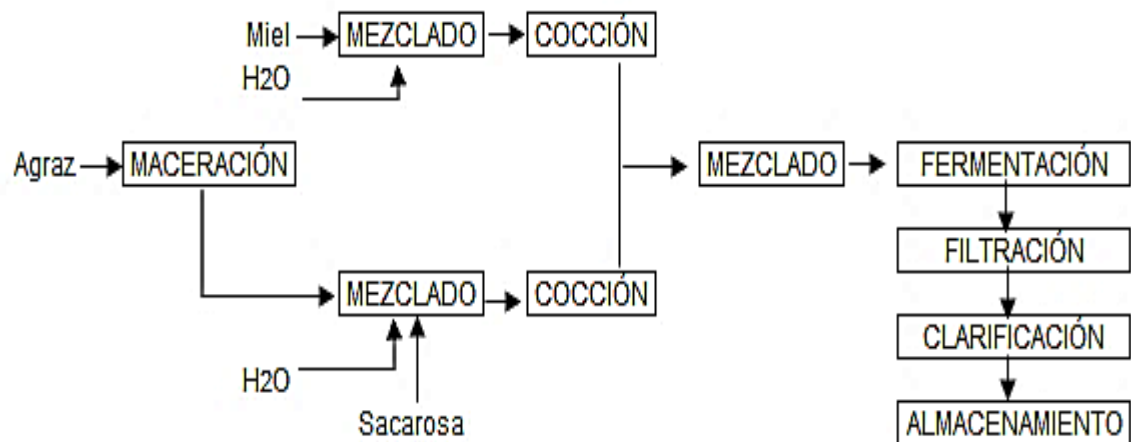 Miel
MEZCLADO
COCCIÓN
H2O
Agraz
MACERACIÓN
MEZCLADO
FERMENTACIÓN
FILTRACIÓN
MEZCLADO
COCCIÓN
CLARIFICACIÓN
H2O
Sacarosa
ALMACENAMIENTO